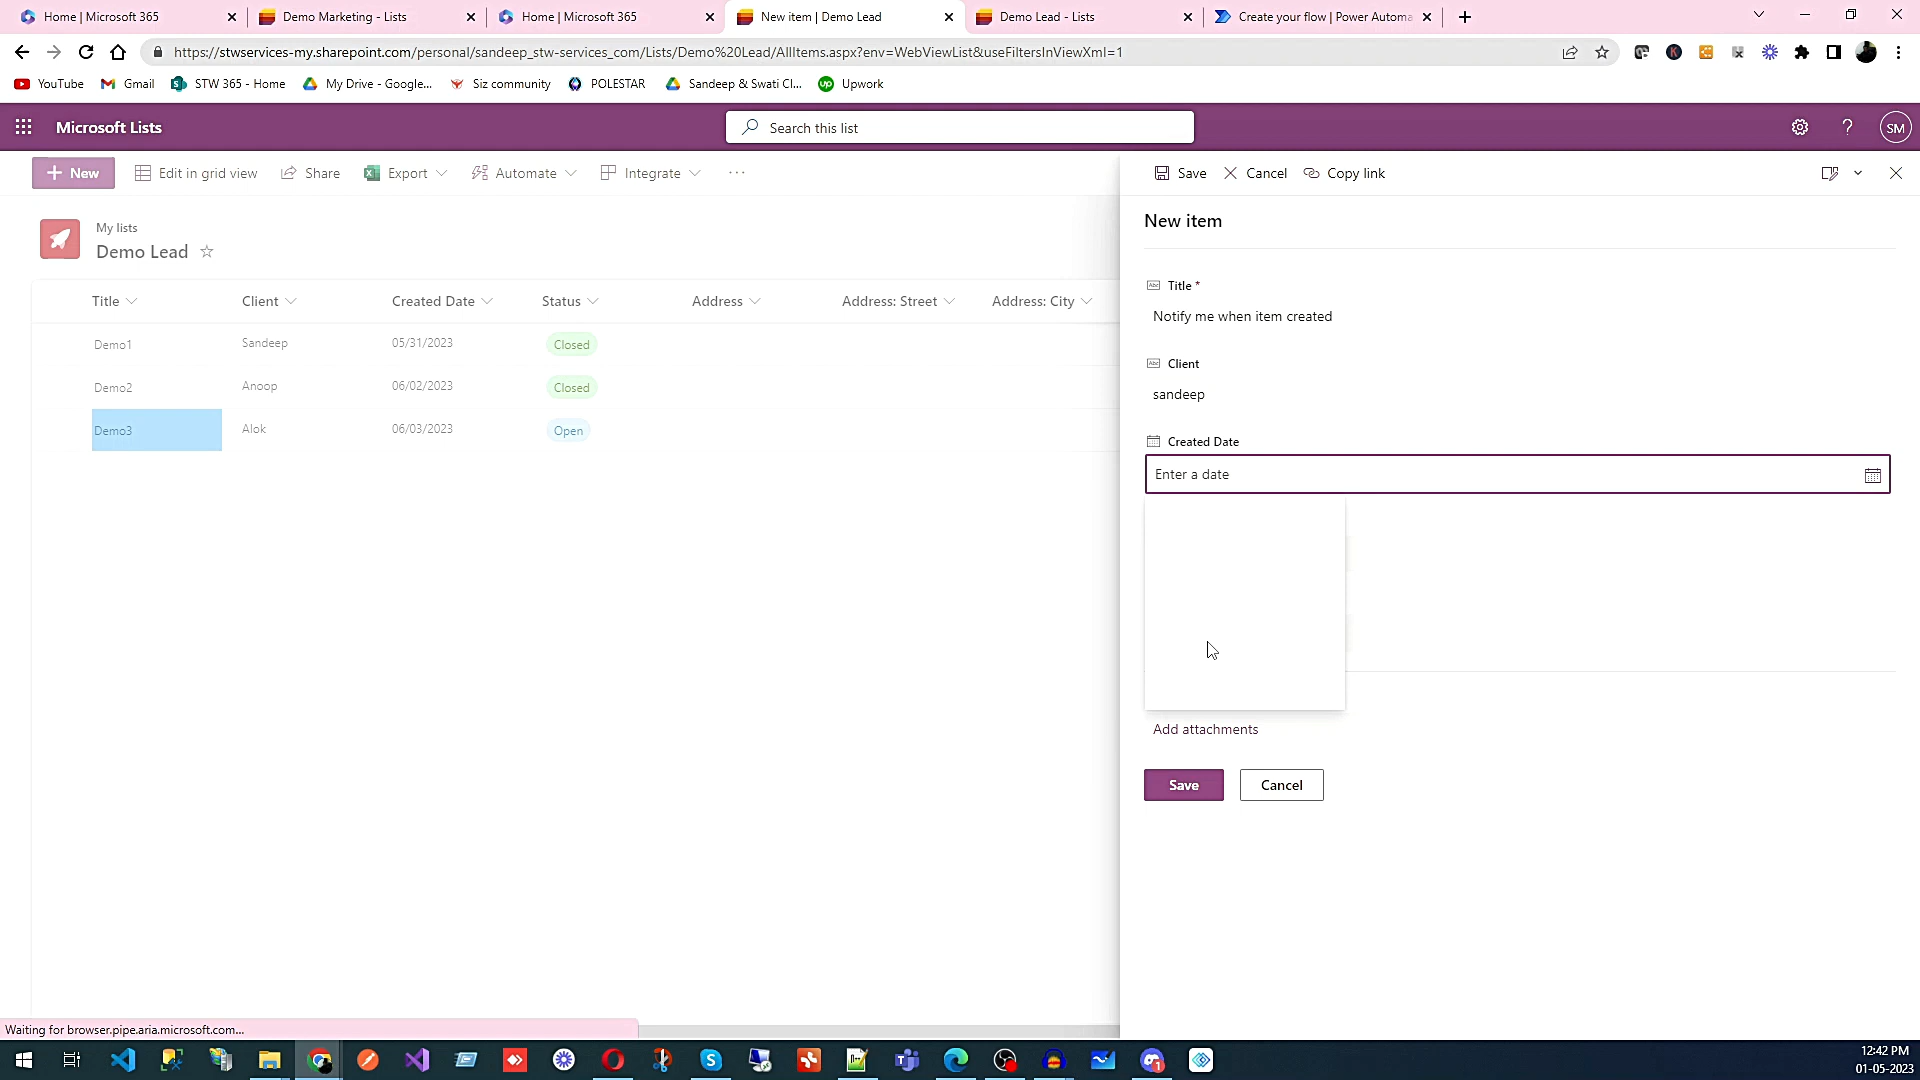 Home | Microsoft 365
Demo Marketing - Lists
Home | Microsoft 365
New item | Demo Lead
Demo Lead - Lists
Create your flow | Power Automa
https://stwservices-my.sharepoint.com/personal/sandeep_stw-services_com/Lists/Demo%20Lead/AllItems.aspx?env=WebViewList&useFiltersInViewXml=1
YouTube
Gmail
STW 365 - Home
My Drive - Google...
Siz community
POLESTAR
Sandeep & Swati Cl...
Upwork
Microsoft Lists
Search this list
SM
New
Edit in grid view
Share
Export
Automate
Integrate
...
Save
Cancel
Copy link
My lists
Demo Lead
Title
Client
Created Date
Status
Address
Address: Street
Address: City
Demo1
Sandeep
05/31/2023
Closed
Demo2
Anoop
06/02/2023
Closed
Demo3
Alok
06/03/2023
Open
New item
Title *
Notify me when item created
Client
sandeep
Created Date
Enter a date
Add attachments
Save
Cancel
Waiting for browser.pipe.aria.microsoft.com...
12:42 PM
01-05-2023